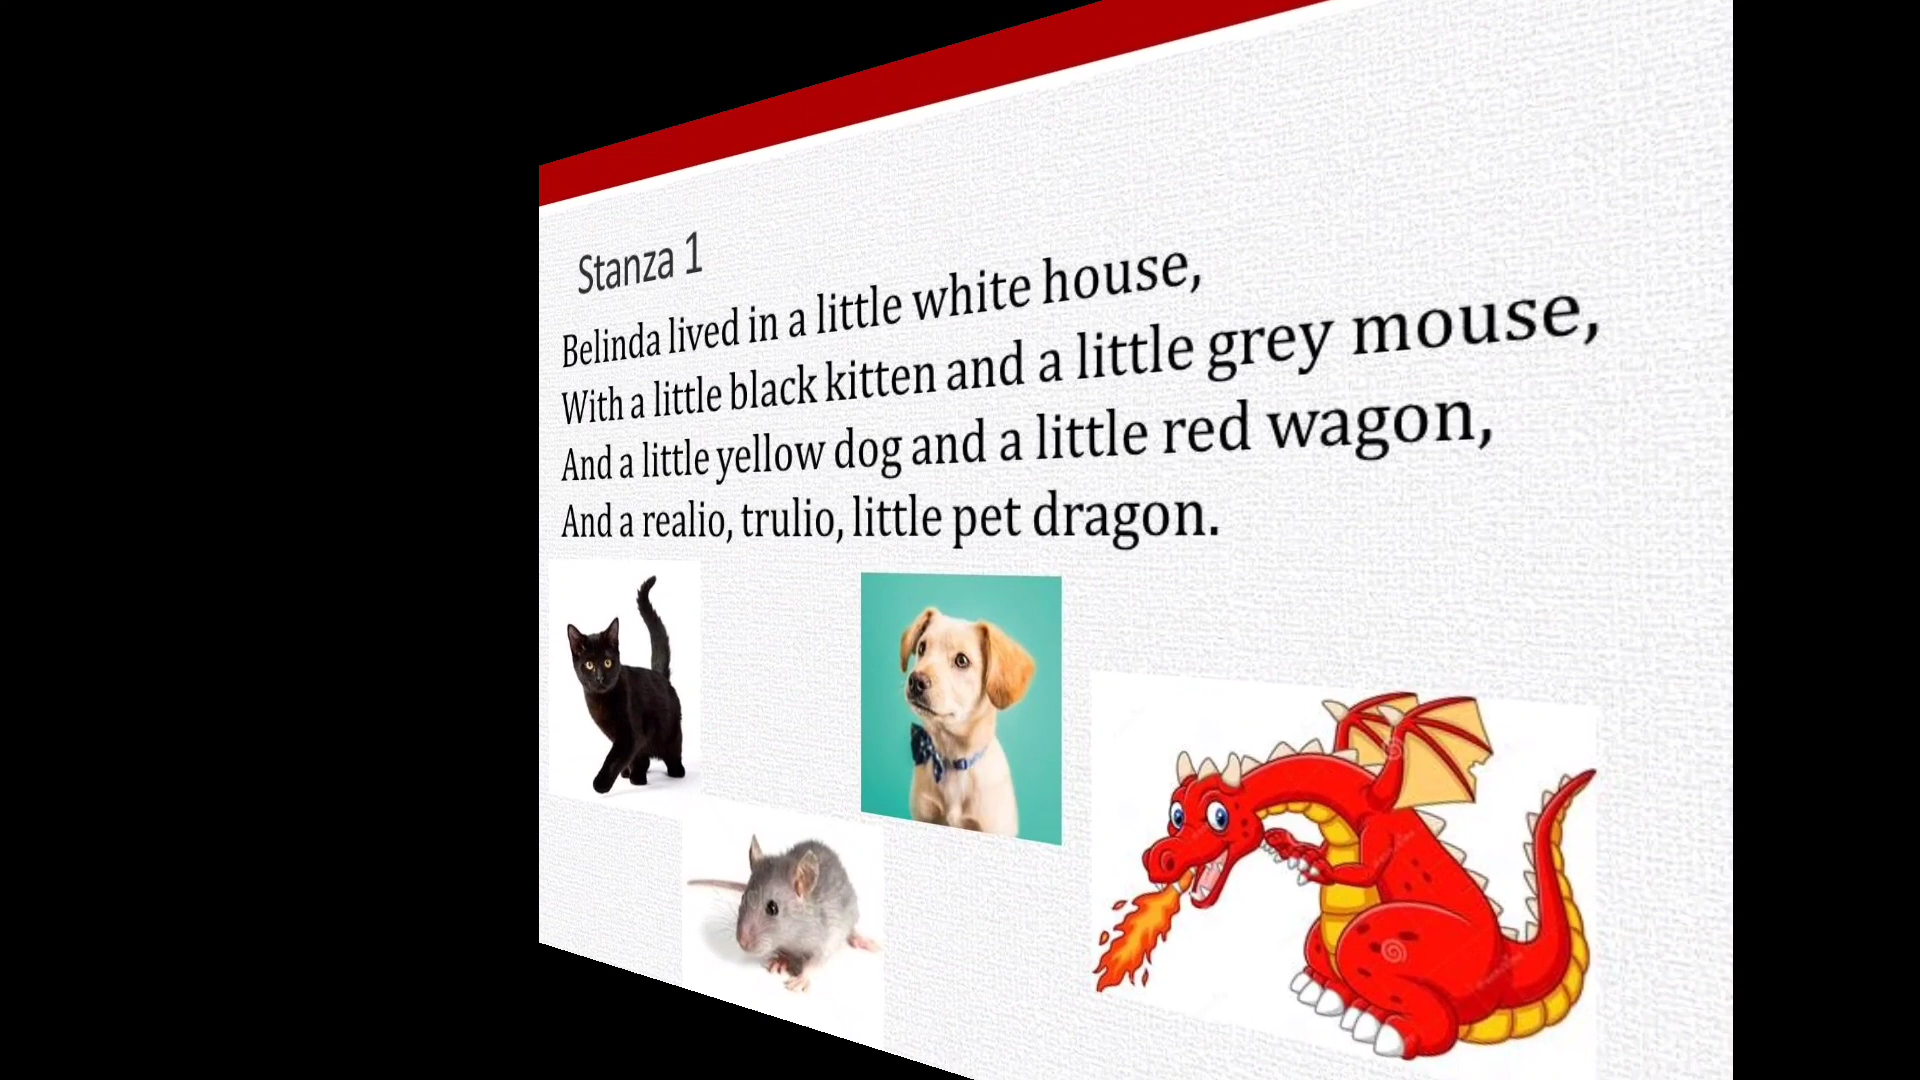 Stanza 1
Belinda lived in a little white house,
With a little black kitten and a little grey mouse,
And a little yellow dog and a little red wagon,
And a realio, trulio, little pet dragon.